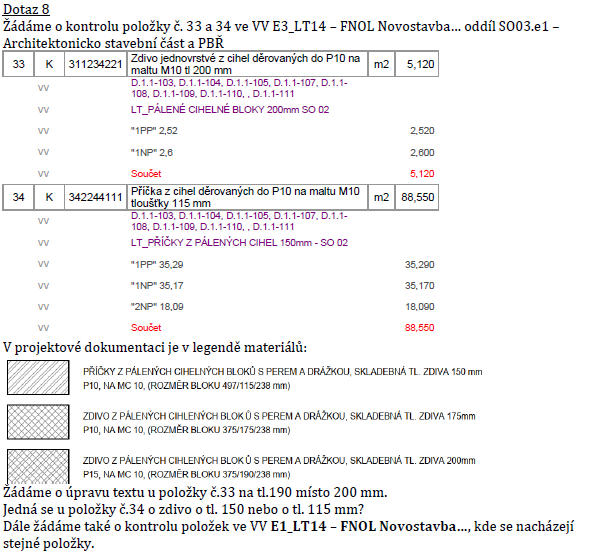 Dotaz 8
Žádáme o kontrolu položky č. 33 a 34 ve VV E3_LT14 – FNOL Novostavba... oddíl SO03.e1 –
Architektonicko stavební část a PBŘ
33 K 311234221 Zdivo jednovrstvé z cihel děrovaných do P10 na maltu M10 tl 200 mm m2 5,120
VV D.1.1-103, D.1.1-104, D.1.1-105, D.1.1-107, D.1.1-
108, D.1.1-109, D.1.1-110, , D.1.1-111
VV LT_PÁLENÉ CIHELNÉ BLOKY 200mm SO 02
VV "1PP" 2,52 2,520
VV "1NP" 2,6 2,600
VV Součet 5,120
34 K 342244111 Příčka z cihel děrovaných do P10 na maltu M10 tloušťky 115 mm m2 88,550
VV D.1.1-103, D.1.1-104, D.1.1-105, D.1.1-107, D.1.1-
108, D.1.1-109, D.1.1-110, , D.1.1-111
VV LT_PŘÍČKY Z PÁLENÝCH CIHEL 150mm - SO 02
VV "1PP" 35,29 35,290
VV "1NP" 35,17 35,170
VV "2NP" 18,09 18,090
VV Součet 88,550
V projektové dokumentaci je v legendě materiálů:
PŘÍČKY Z PÁLENÝCH CIHELNÝCH BLOKŮ S PEREM A DRÁŽKOU, SKLADEBNÁ TL. ZDIVA 150 mm
P10, NA MC 10, (ROZMĚR BLOKU 497/115/238 mm)
ZDIVO Z PÁLENÝCH CIHLENÝCH BLOKŮ S PEREM A DRÁŽKOU, SKLADEBNÁ TL. ZDIVA 175mm
P10, NA MC 10, (ROZMĚR BLOKU 375/175/238 mm)
ZDIVO Z PÁLENÝCH CIHLENÝCH BLOKŮ S PEREM A DRÁŽKOU, SKLADEBNÁ TL. ZDIVA 200mm
P15, NA MC 10, (ROZMĚR BLOKU 375/190/238 mm)
Žádáme o úpravu textu u položky č.33 na tl.190 místo 200 mm.
Jedná se u položky č.34 o zdivo o tl. 150 nebo o tl. 115 mm?
Dále žádáme také o kontrolu položek ve VV E1_LT14 – FNOL Novostavba..., kde se nacházejí
stejné položky.